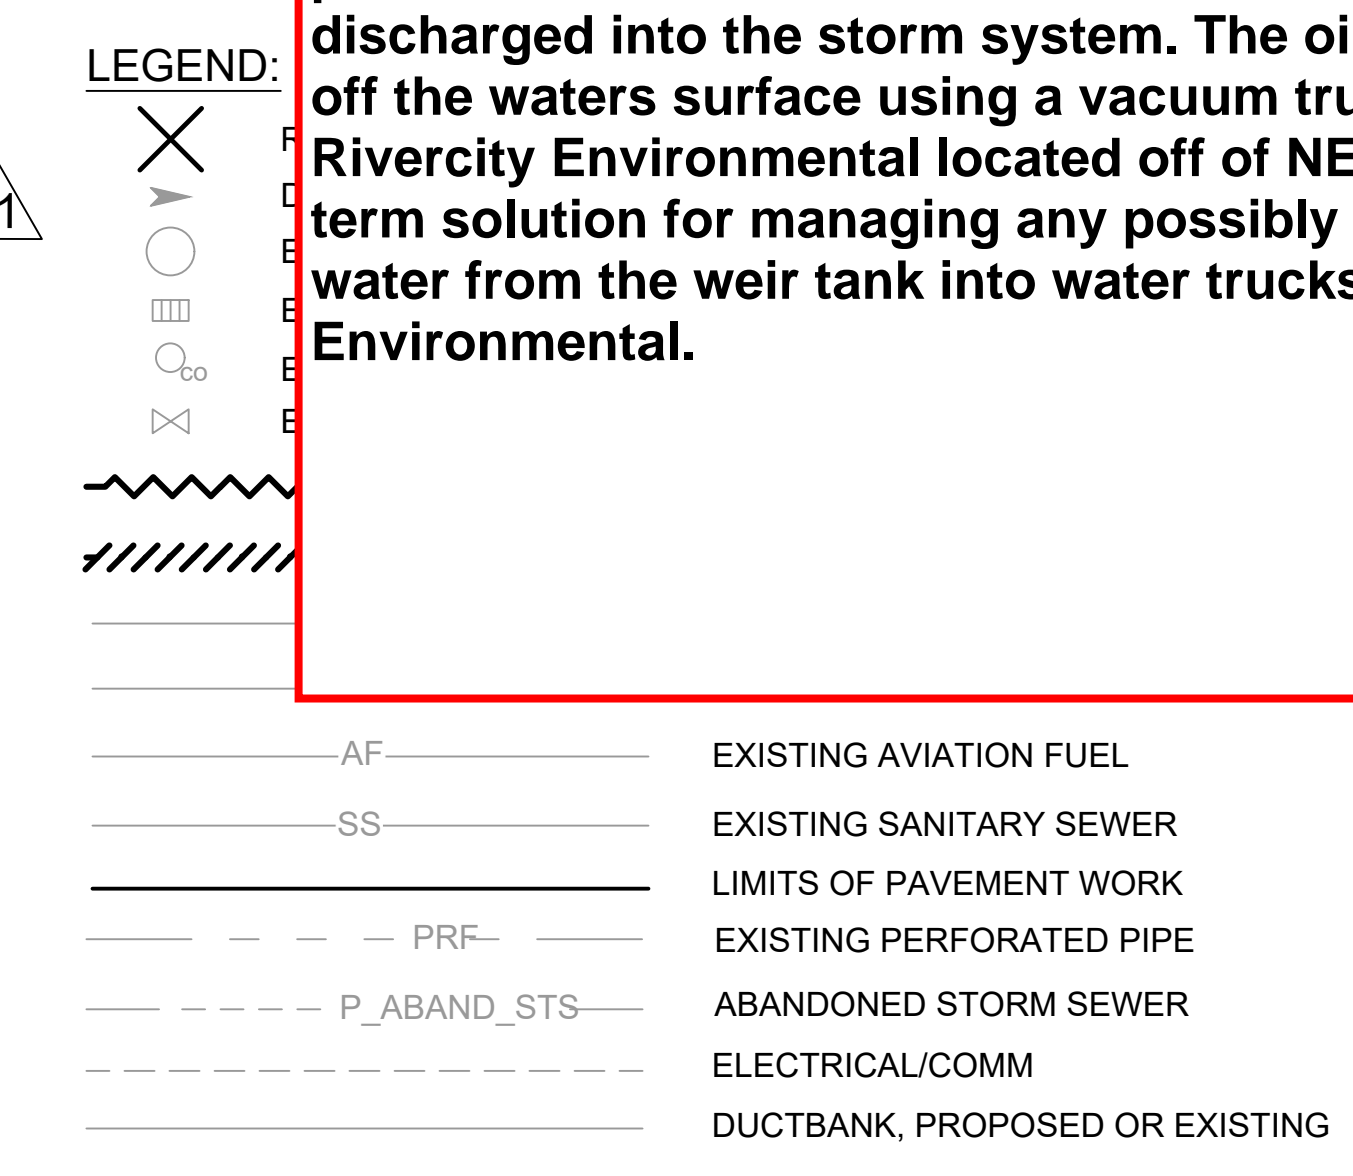 LEGEND:
discharged into the storm system. The oi
off the waters surface using a vacuum tru
Rivercity Environmental located off of NE
term solution for managing any possibly
water from the weir tank into water trucks
Environmental.
1
CO
AF EXISTING AVIATION FUEL
SS EXISTING SANITARY SEWER
LIMITS OF PAVEMENT WORK
PRF EXISTING PERFORATED PIPE
P_ABAND_STS ABANDONED STORM SEWER
ELECTRICAL/COMM
DUCTBANK, PROPOSED OR EXISTING